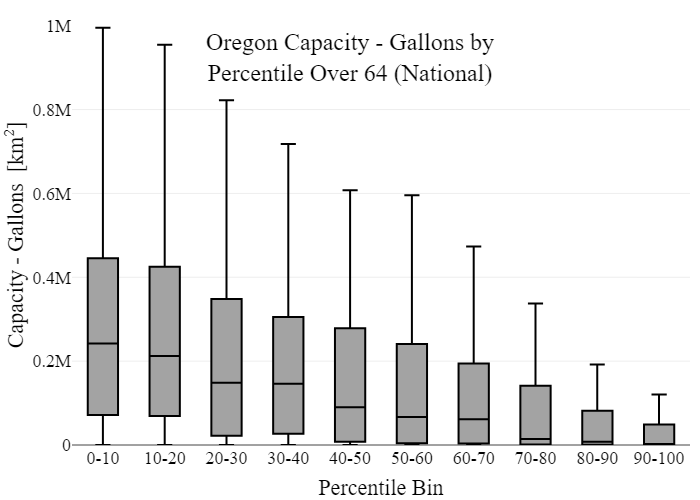 Oregon Capacity - Gallons by
Percentile Over 64 (National)
Capacity - Gallons [km²]
1M
0.8M
0.6M
0.4M
0.2M
0
0-10 10-20 20-30 30-40 40-50 50-60 60-70 70-80 80-90 90-100
Percentile Bin